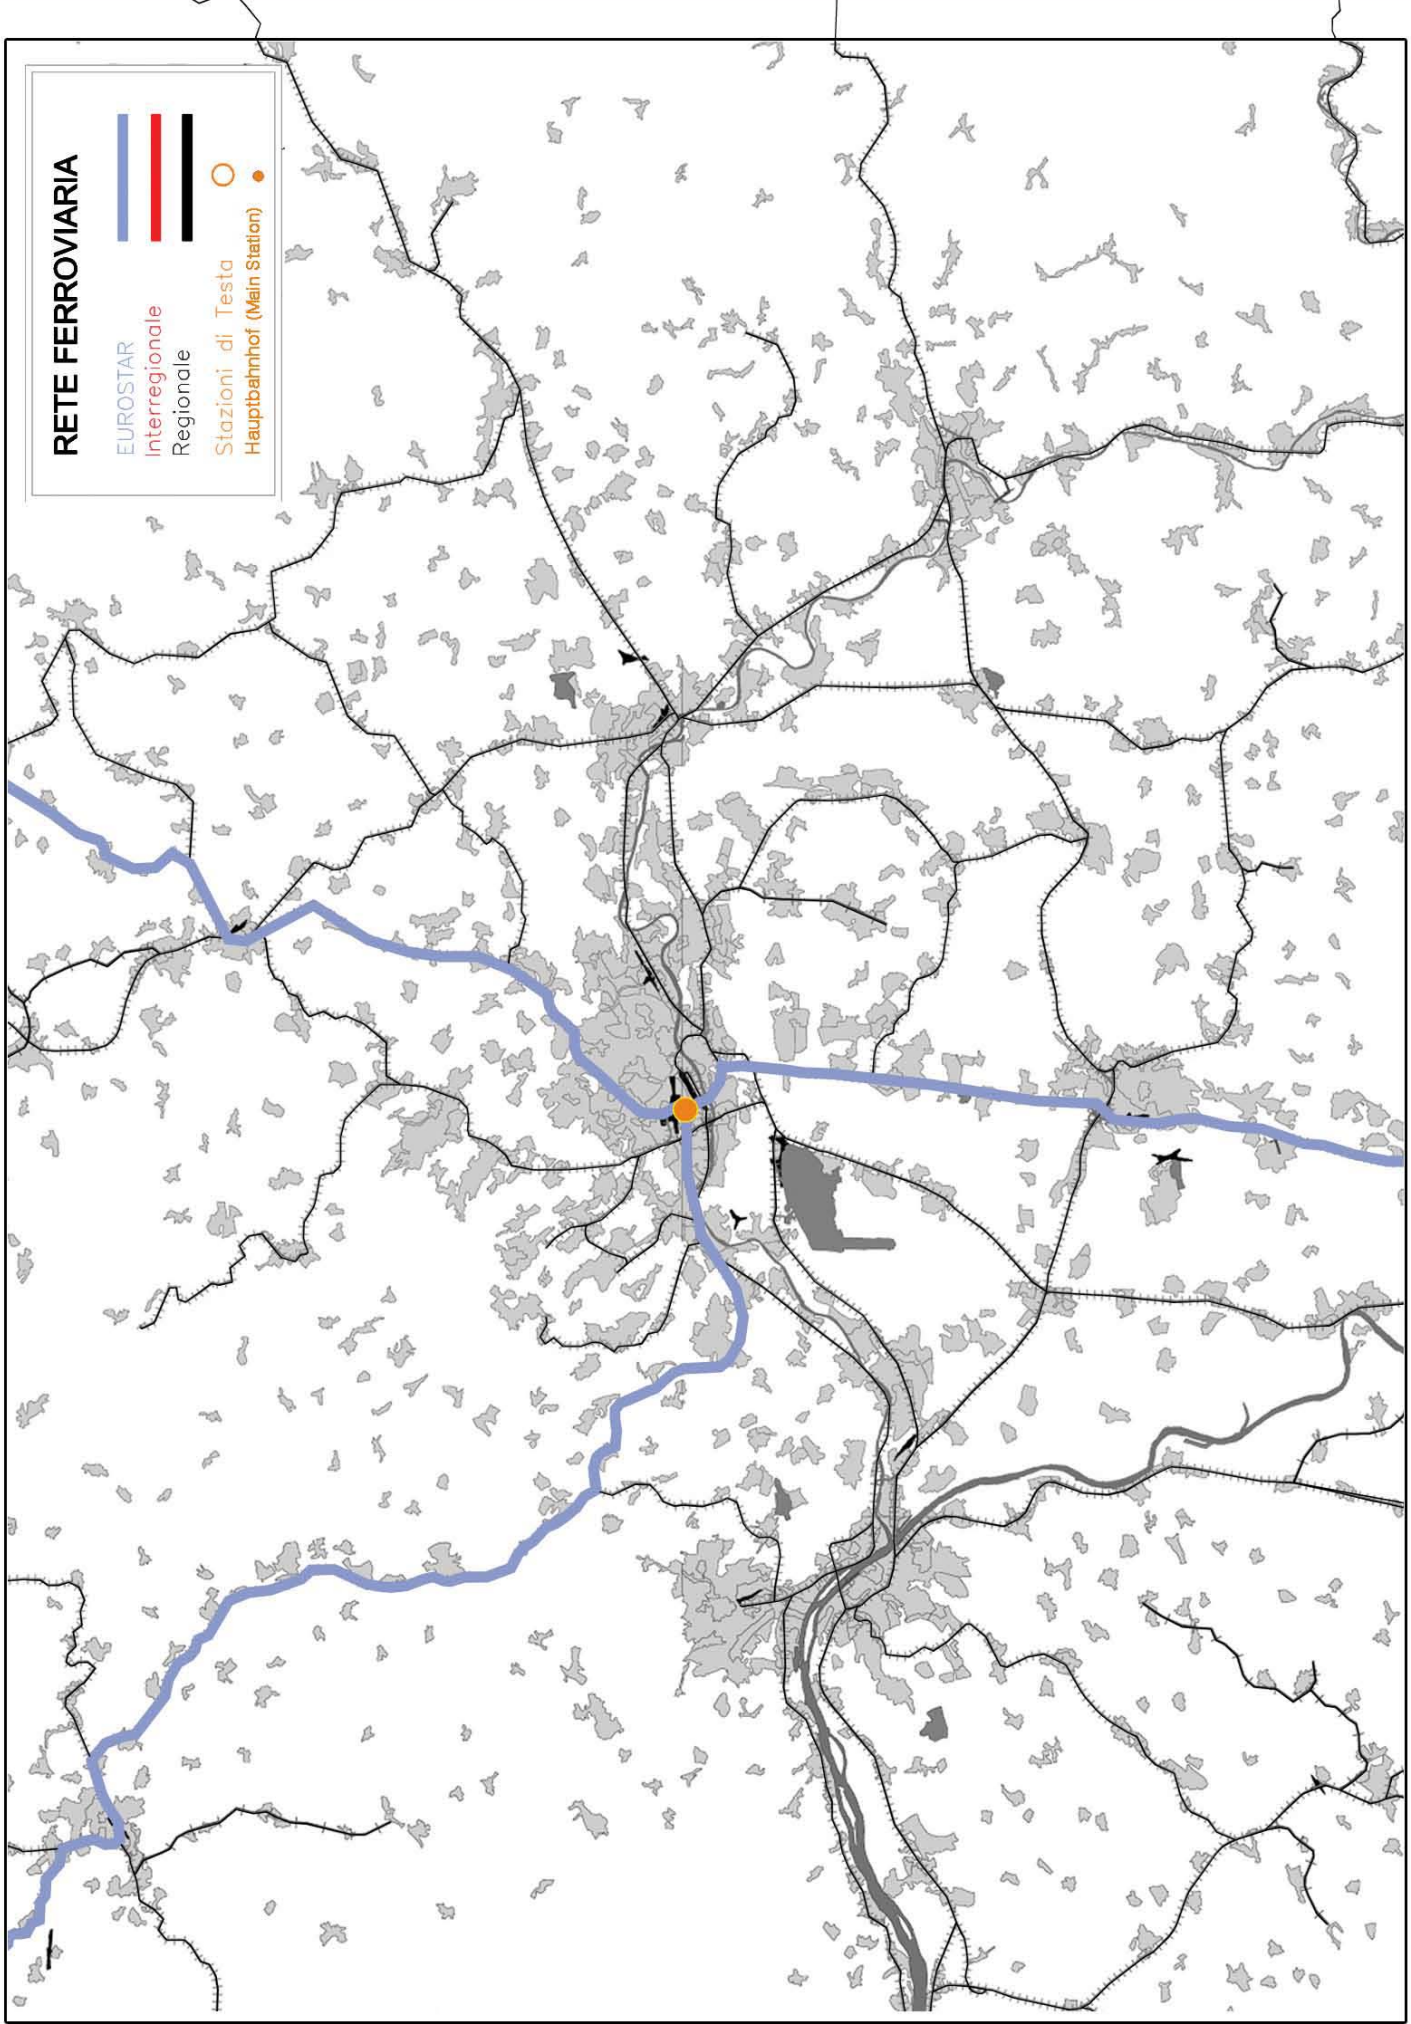 RETE FERROVIARIA
EUROSTAR
Interregionale
Regionale
Stazioni di Testa
Hauptbahnhof (Main Station)